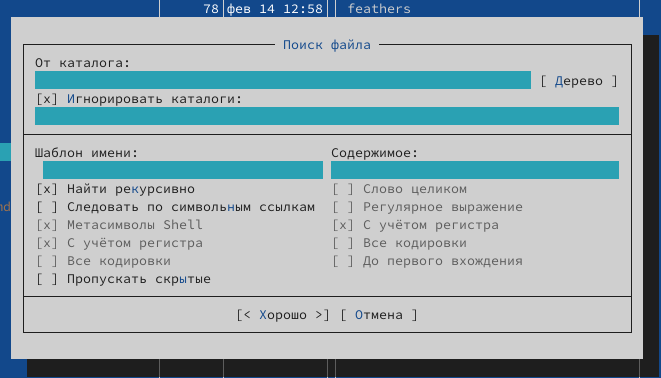 78 фев 14 12:58 feathers
Поиск файла
От каталога:
[ Дерево ]
[x] Игнорировать каталоги:
Шаблон имени: Содержимое:
[x] Найти рекурсивно [ ] Слово целиком
[ ] Следовать по символьным ссылкам [ ] Регулярное выражение
[x] Метасимволы Shell [x] С учётом регистра
[x] С учётом регистра [ ] Все кодировки
[ ] Все кодировки [ ] До первого вхождения
[ ] Пропускать скрытые
nd
[< Хорошо >] [ Отмена ]